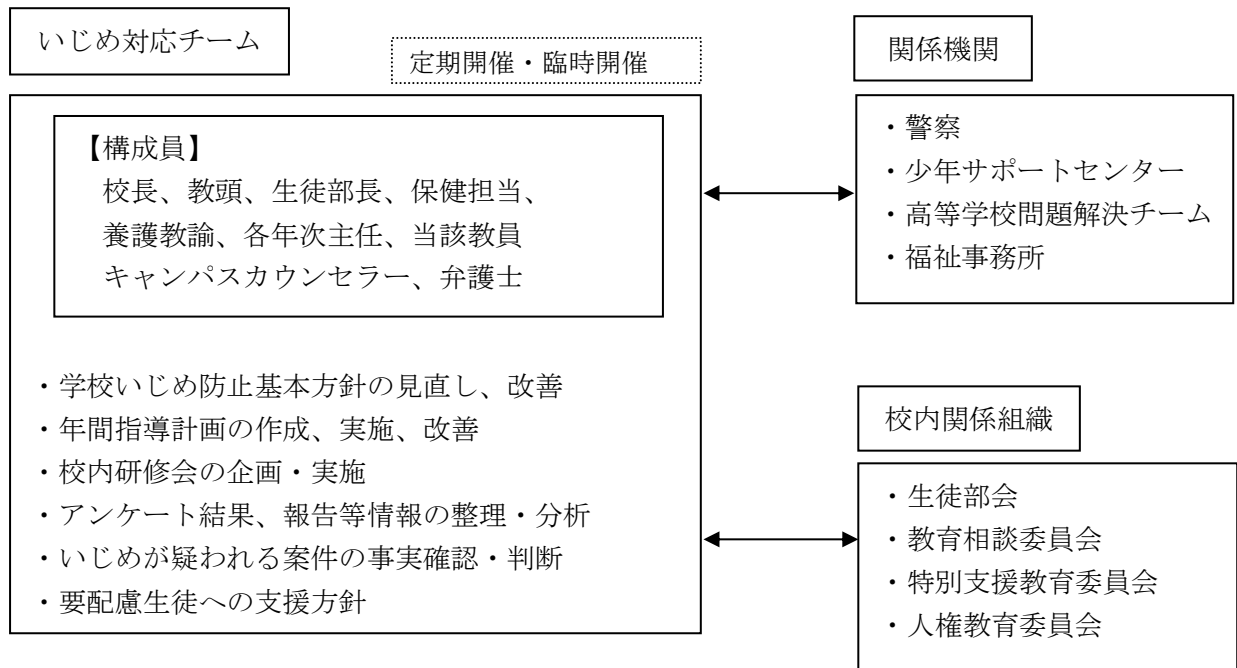 いじめ対応チーム
定期開催・臨時開催
【構成員】
校長、教頭、生徒部長、保健担当、
養護教諭、各年次主任、当該教員
キャンパスカウンセラー、弁護士
・学校いじめ防止基本方針の見直し、改善
・年間指導計画の作成、実施、改善
・校内研修会の企画・実施
・アンケート結果、報告等情報の整理・分析
・いじめが疑われる案件の事実確認・判断
・要配慮生徒への支援方針
関係機関
・警察
・少年サポートセンター
・高等学校問題解決チーム
・福祉事務所
校内関係組織
・生徒部会
・教育相談委員会
・特別支援教育委員会
・人権教育委員会